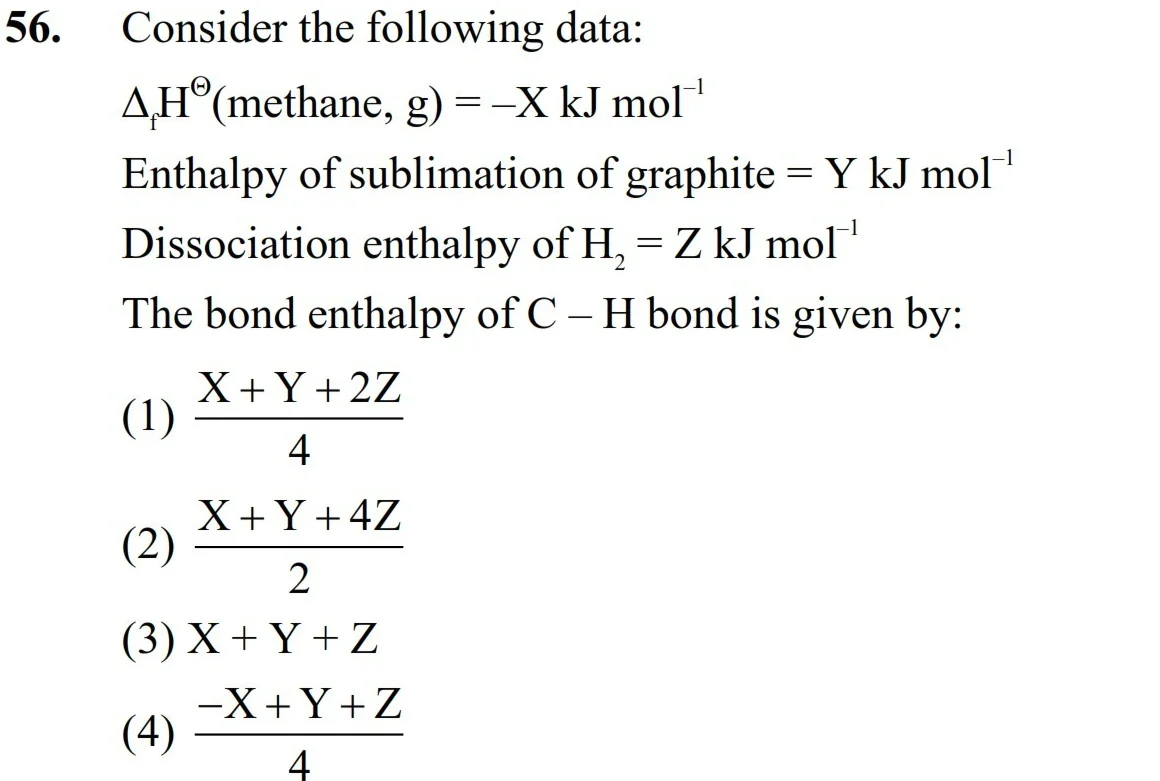 56. Consider the following data:
Δ_fH^Θ(methane, g) = –X kJ mol⁻¹
Enthalpy of sublimation of graphite = Y kJ mol⁻¹
Dissociation enthalpy of H₂ = Z kJ mol⁻¹
The bond enthalpy of C – H bond is given by:
(1) X + Y + 2Z
4
(2) X + Y + 4Z
2
(3) X + Y + Z
(4) –X + Y + Z
4